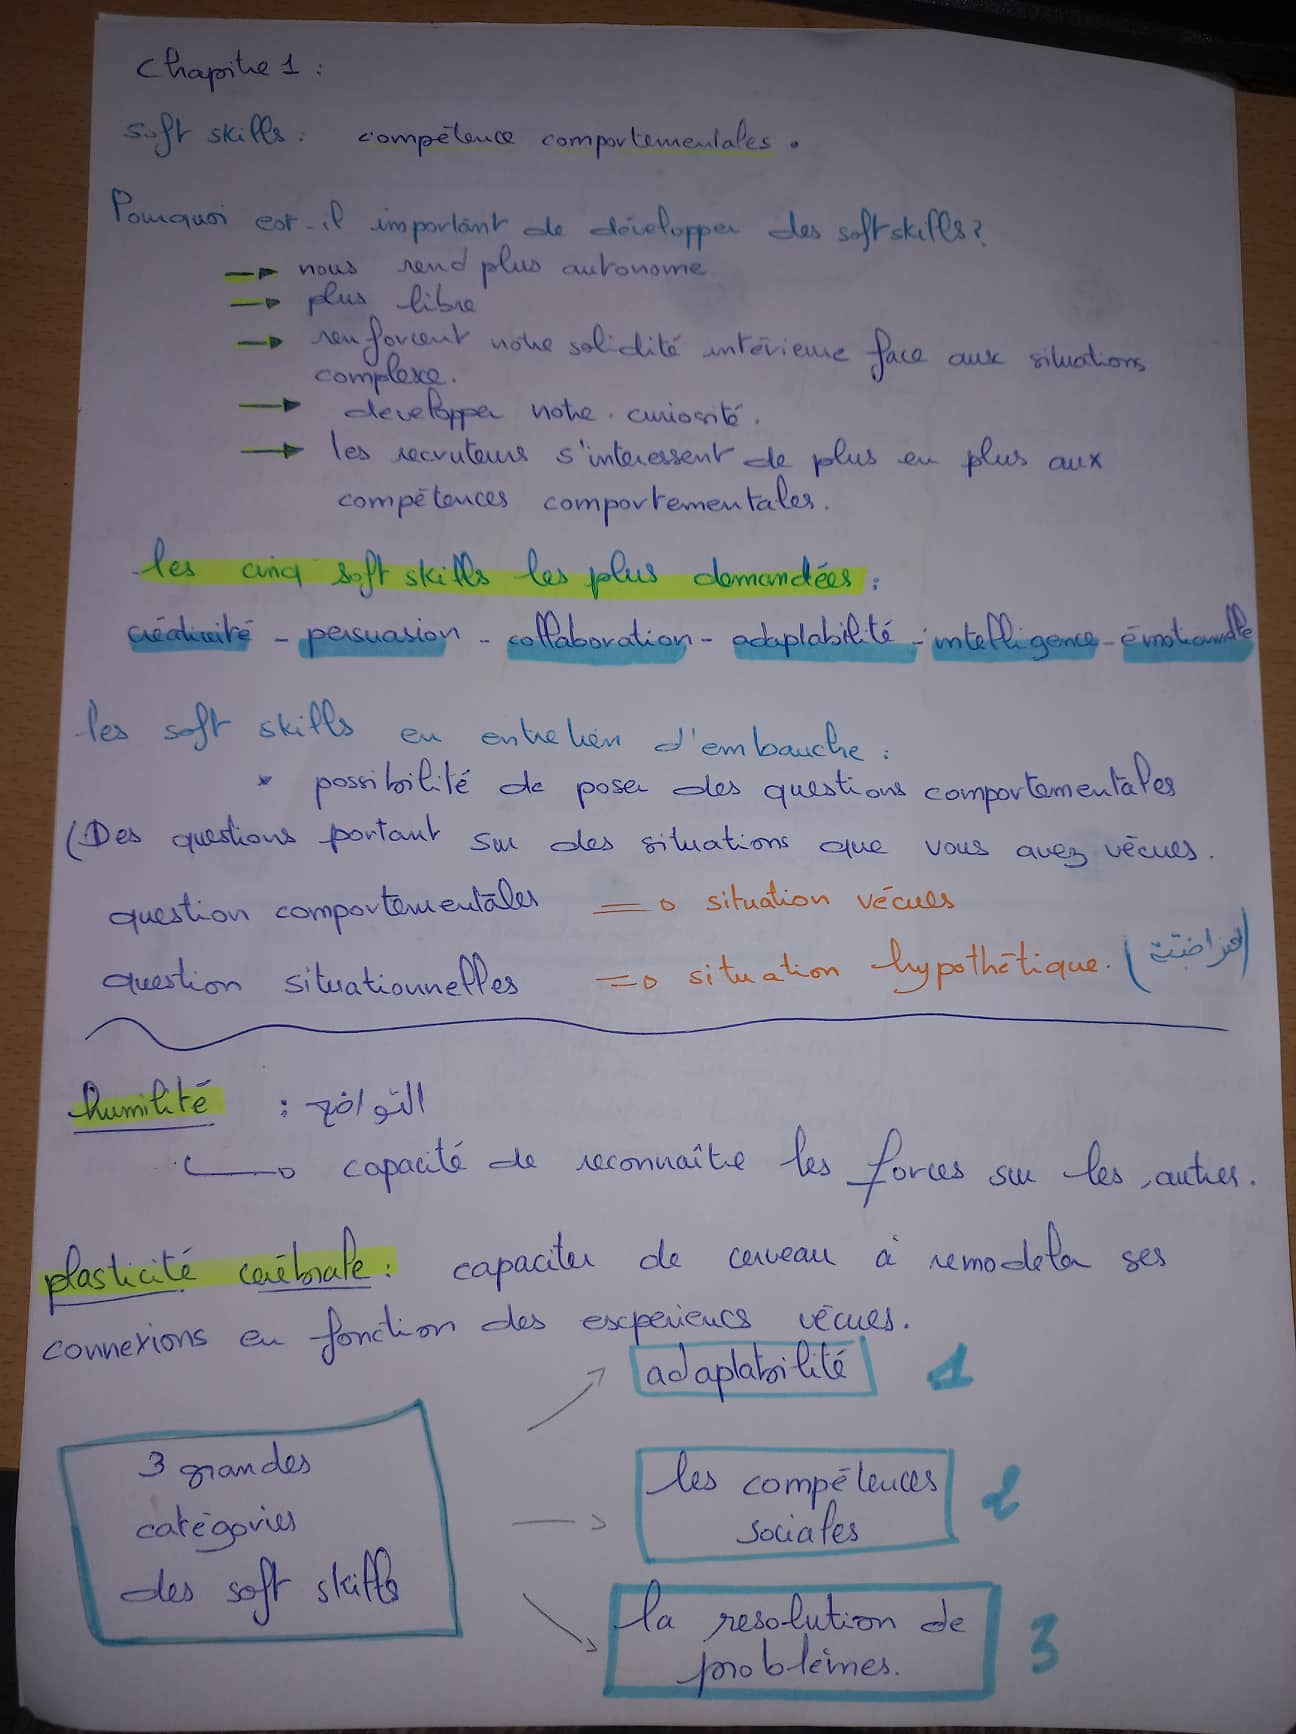 Chapitre 1 :
soft skills : compétence comportementales.
Pourquoi est-il important de développer des soft skills ?
→ nous rend plus autonome
→ plus libre
→ renforcent notre solidité intérieure face aux situations
complexe.
→ developper notre curiosité.
→ les recruteurs s'interessent de plus en plus aux
compétences comportementales.
les cinq soft skills les plus demandées :
créativité - persuasion - collaboration - adaptabilité - intelligence - émotionnelle
les soft skills en entretien d'embauche :
* possibilité de poser des questions comportementales
(Des questions portant sur des situations que vous avez vécues.
question comportementales => situation vécues
question situationnelles => situation hypothétique. (افتراضية)
humilité : التواضع
↳ capacité de reconnaître les forces sur les autres.
plasticité cérébrale : capaciter de cerveau à remodeler ses
connexions en fonction des experiencs vécues.
adaptabilité 1
3 grandes
catégories
des soft skills
les compétences
sociales 2
la resolution de
problèmes. 3